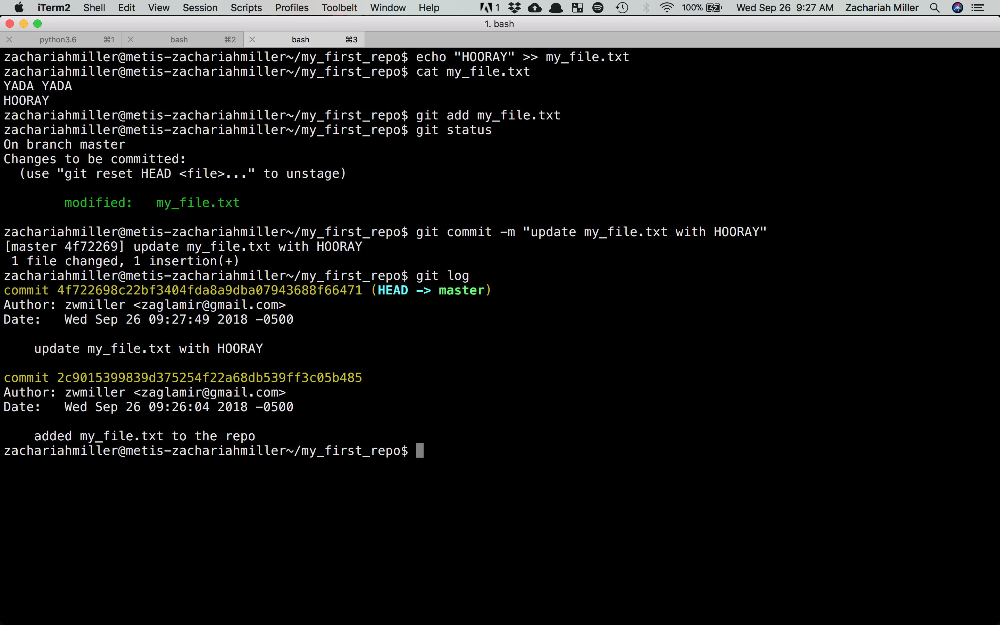 iTerm2 Shell Edit View Session Scripts Profiles Toolbelt Window Help 1 100% Wed Sep 26 9:27 AM Zachariah Miller
1. bash
python3.6 ⌘1 bash ⌘2 bash ⌘3
zachariahmiller@metis-zachariahmiller~/my_first_repo$ echo "HOORAY" >> my_file.txt
zachariahmiller@metis-zachariahmiller~/my_first_repo$ cat my_file.txt
YADA YADA
HOORAY
zachariahmiller@metis-zachariahmiller~/my_first_repo$ git add my_file.txt
zachariahmiller@metis-zachariahmiller~/my_first_repo$ git status
On branch master
Changes to be committed:
  (use "git reset HEAD <file>..." to unstage)
        modified:   my_file.txt
zachariahmiller@metis-zachariahmiller~/my_first_repo$ git commit -m "update my_file.txt with HOORAY"
[master 4f72269] update my_file.txt with HOORAY
 1 file changed, 1 insertion(+)
zachariahmiller@metis-zachariahmiller~/my_first_repo$ git log
commit 4f722698c22bf3404fda8a9dba07943688f66471 (HEAD -> master)
Author: zwmiller <zaglamir@gmail.com>
Date:   Wed Sep 26 09:27:49 2018 -0500
    update my_file.txt with HOORAY
commit 2c9015399839d375254f22a68db539ff3c05b485
Author: zwmiller <zaglamir@gmail.com>
Date:   Wed Sep 26 09:26:04 2018 -0500
    added my_file.txt to the repo
zachariahmiller@metis-zachariahmiller~/my_first_repo$